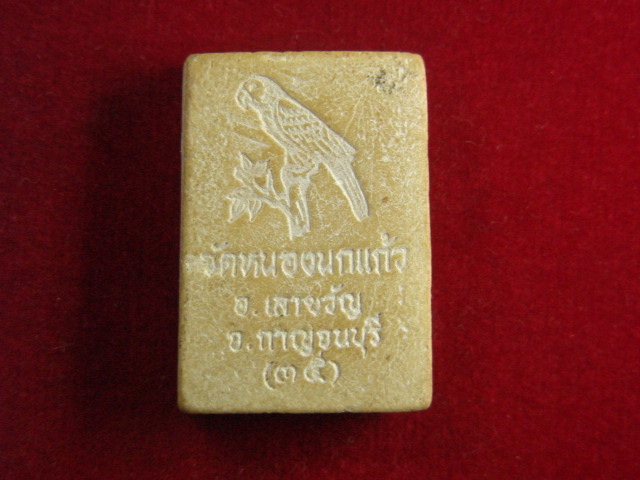 วัดหนองนกแก้ว
อ.เลาขวัญ
จ.กาญจนบุรี
(๓๕)